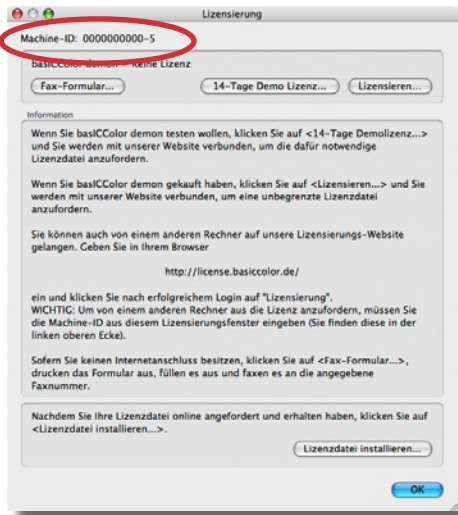 Lizensierung
Machine-ID: 0000000000-5
basICColor demon - Keine Lizenz
Fax-Formular...
14-Tage Demo Lizenz...
Lizensieren...
Information
Wenn Sie basICColor demon testen wollen, klicken Sie auf <14-Tage Demolizenz...>
und Sie werden mit unserer Website verbunden, um die dafür notwendige
Lizenzdatei anzufordern.
Wenn Sie basICColor demon gekauft haben, klicken Sie auf <Lizensieren...> und Sie
werden mit unserer Website verbunden, um eine unbegrenzte Lizenzdatei
anzufordern.
Sie können auch von einem anderen Rechner auf unsere Lizensierungs-Website
gelangen. Geben Sie in Ihrem Browser
http://license.basiccolor.de/
ein und klicken Sie nach erfolgreichem Login auf "Lizensierung".
WICHTIG: Um von einem anderen Rechner aus die Lizenz anzufordern, müssen Sie
die Machine-ID aus diesem Lizensierungsfenster eingeben (Sie finden diese in der
linken oberen Ecke).
Sofern Sie keinen Internetanschluss besitzen, klicken Sie auf <Fax-Formular...>,
drucken das Formular aus, füllen es aus und faxen es an die angegebene
Faxnummer.
Nachdem Sie Ihre Lizenzdatei online angefordert und erhalten haben, klicken Sie auf
<Lizenzdatei installieren...>.
Lizenzdatei installieren...
OK